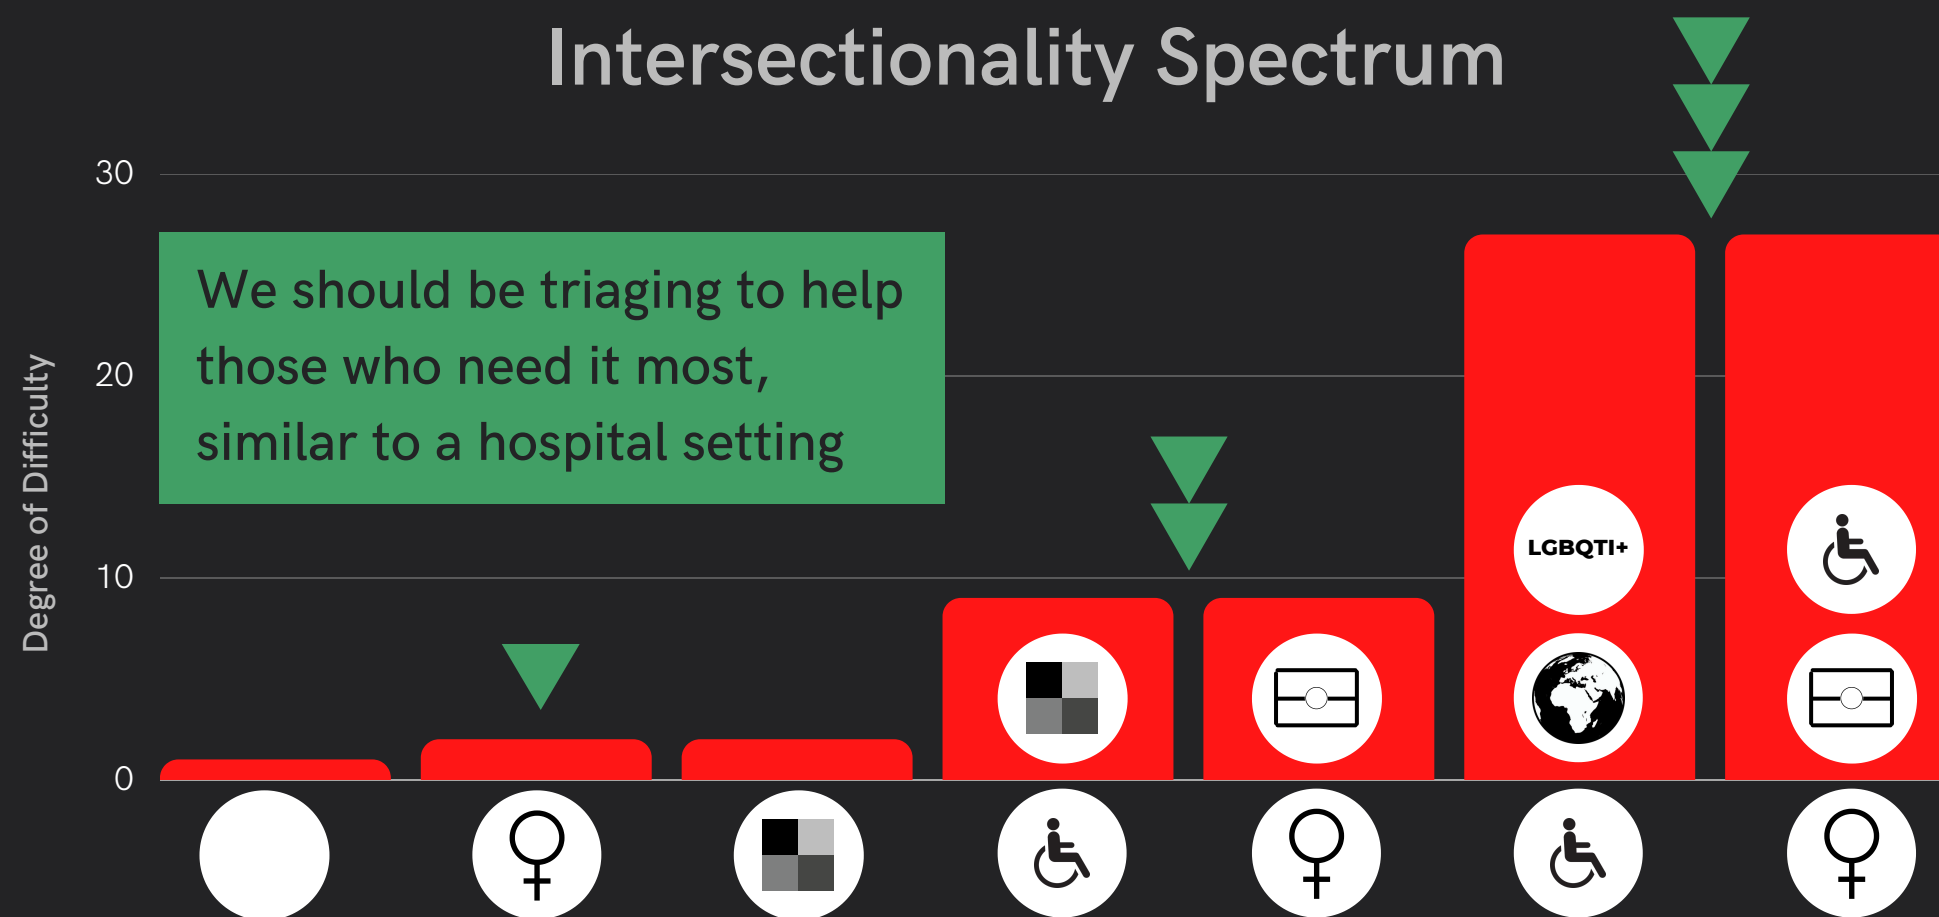 Intersectionality Spectrum
30
We should be triaging to help
those who need it most,
similar to a hospital setting
20
10
0
Degree of Difficulty
LGBQTI+